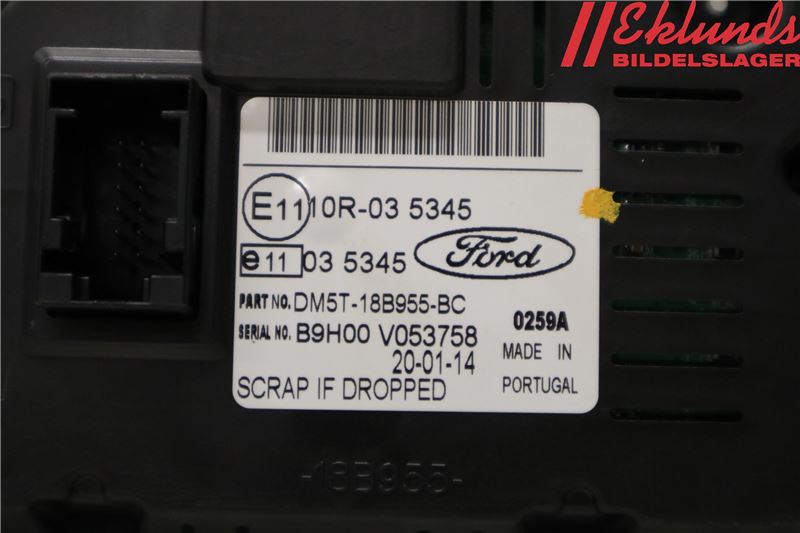 Eklunds
BILDELSLAGER
E11 10R-03 5345
e11 03 5345 Ford
PART NO. DM5T-18B955-BC
SERIAL NO. B9H00 V053758 0259A
20-01-14 MADE IN
SCRAP IF DROPPED PORTUGAL
-18B955-